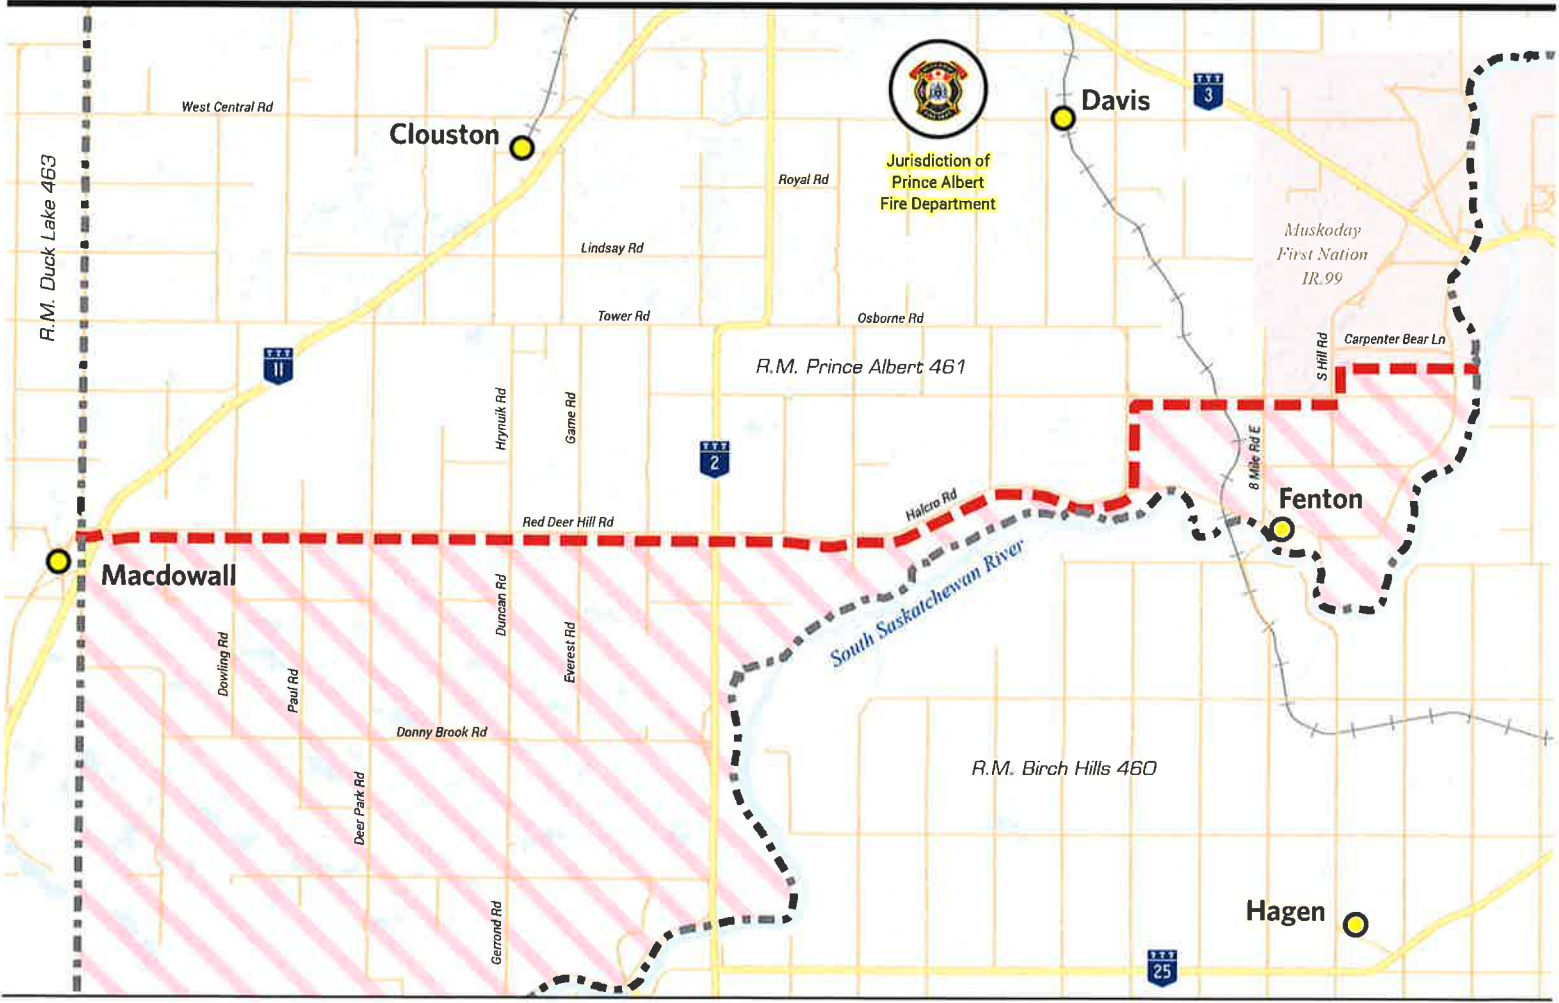 West Central Rd
Clouston
Davis
3
Jurisdiction of
Prince Albert
Fire Department
R.M. Duck Lake 463
Royal Rd
Lindsay Rd
Muskoday
First Nation
IR.99
Tower Rd
Osborne Rd
R.M. Prince Albert 461
S Hill Rd
Carpenter Bear Ln
11
Hrynuik Rd
Game Rd
2
8 Mile Rd E
Fenton
Halcro Rd
Red Deer Hill Rd
Macdowall
South Saskatchewan River
Duncan Rd
Dowling Rd
Everest Rd
Paul Rd
Donny Brook Rd
R.M. Birch Hills 460
Deer Park Rd
Gerrond Rd
Hagen
25